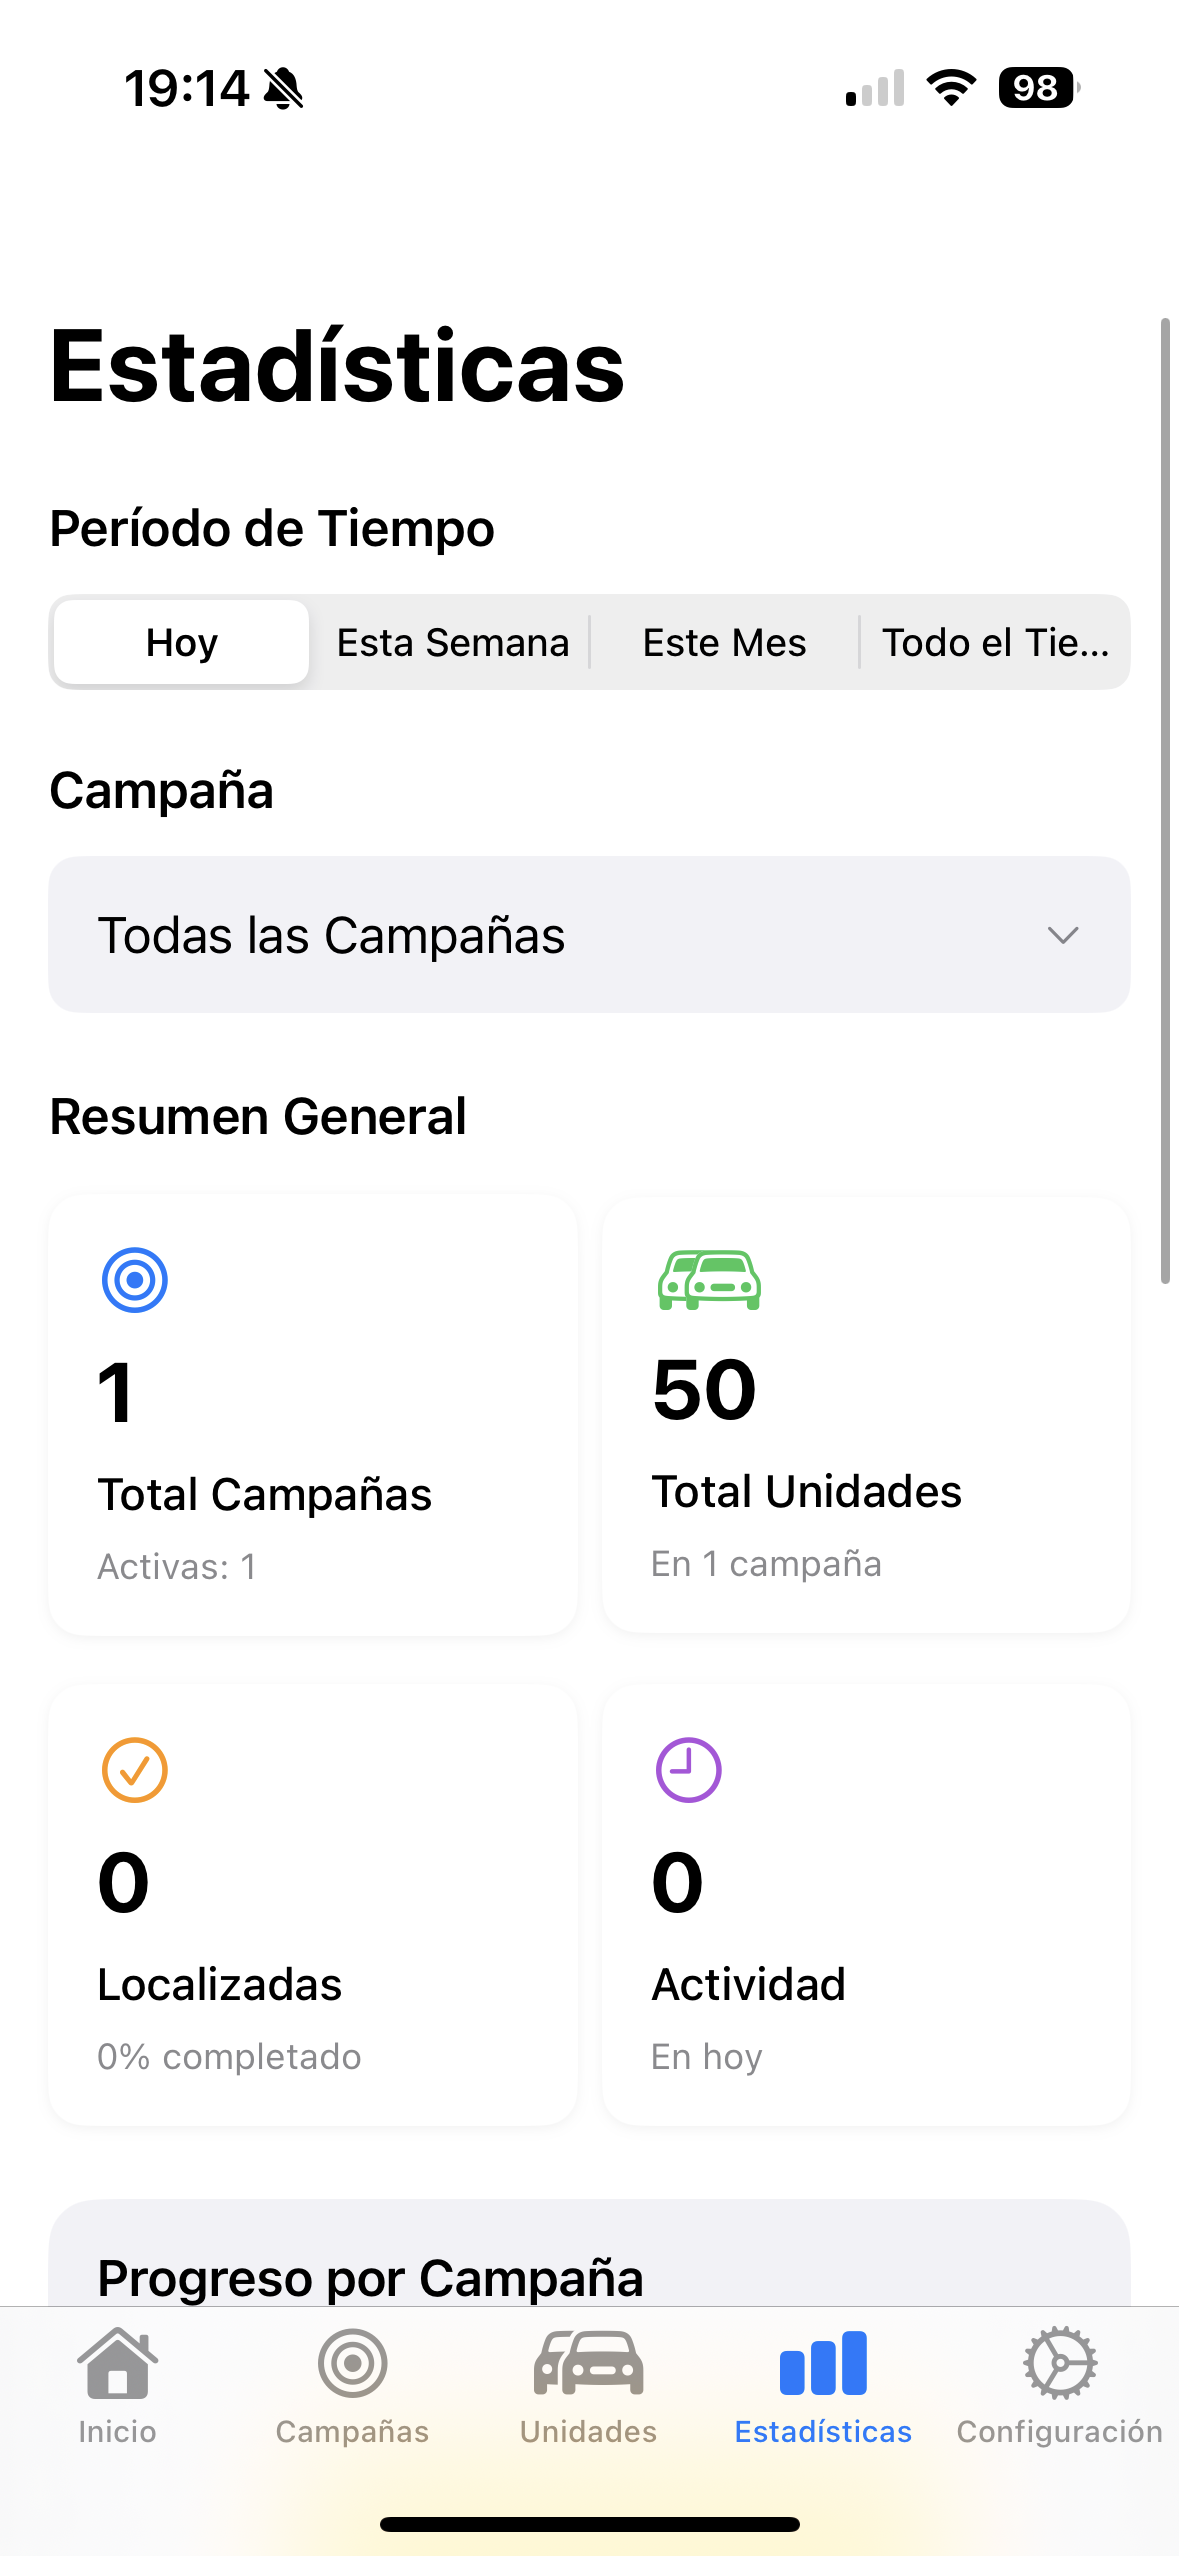 19:14
98
Estadísticas
Período de Tiempo
Hoy Esta Semana Este Mes Todo el Tie...
Campaña
Todas las Campañas
Resumen General
1
Total Campañas
Activas: 1
50
Total Unidades
En 1 campaña
0
Localizadas
0% completado
0
Actividad
En hoy
Progreso por Campaña
Inicio Campañas Unidades Estadísticas Configuración